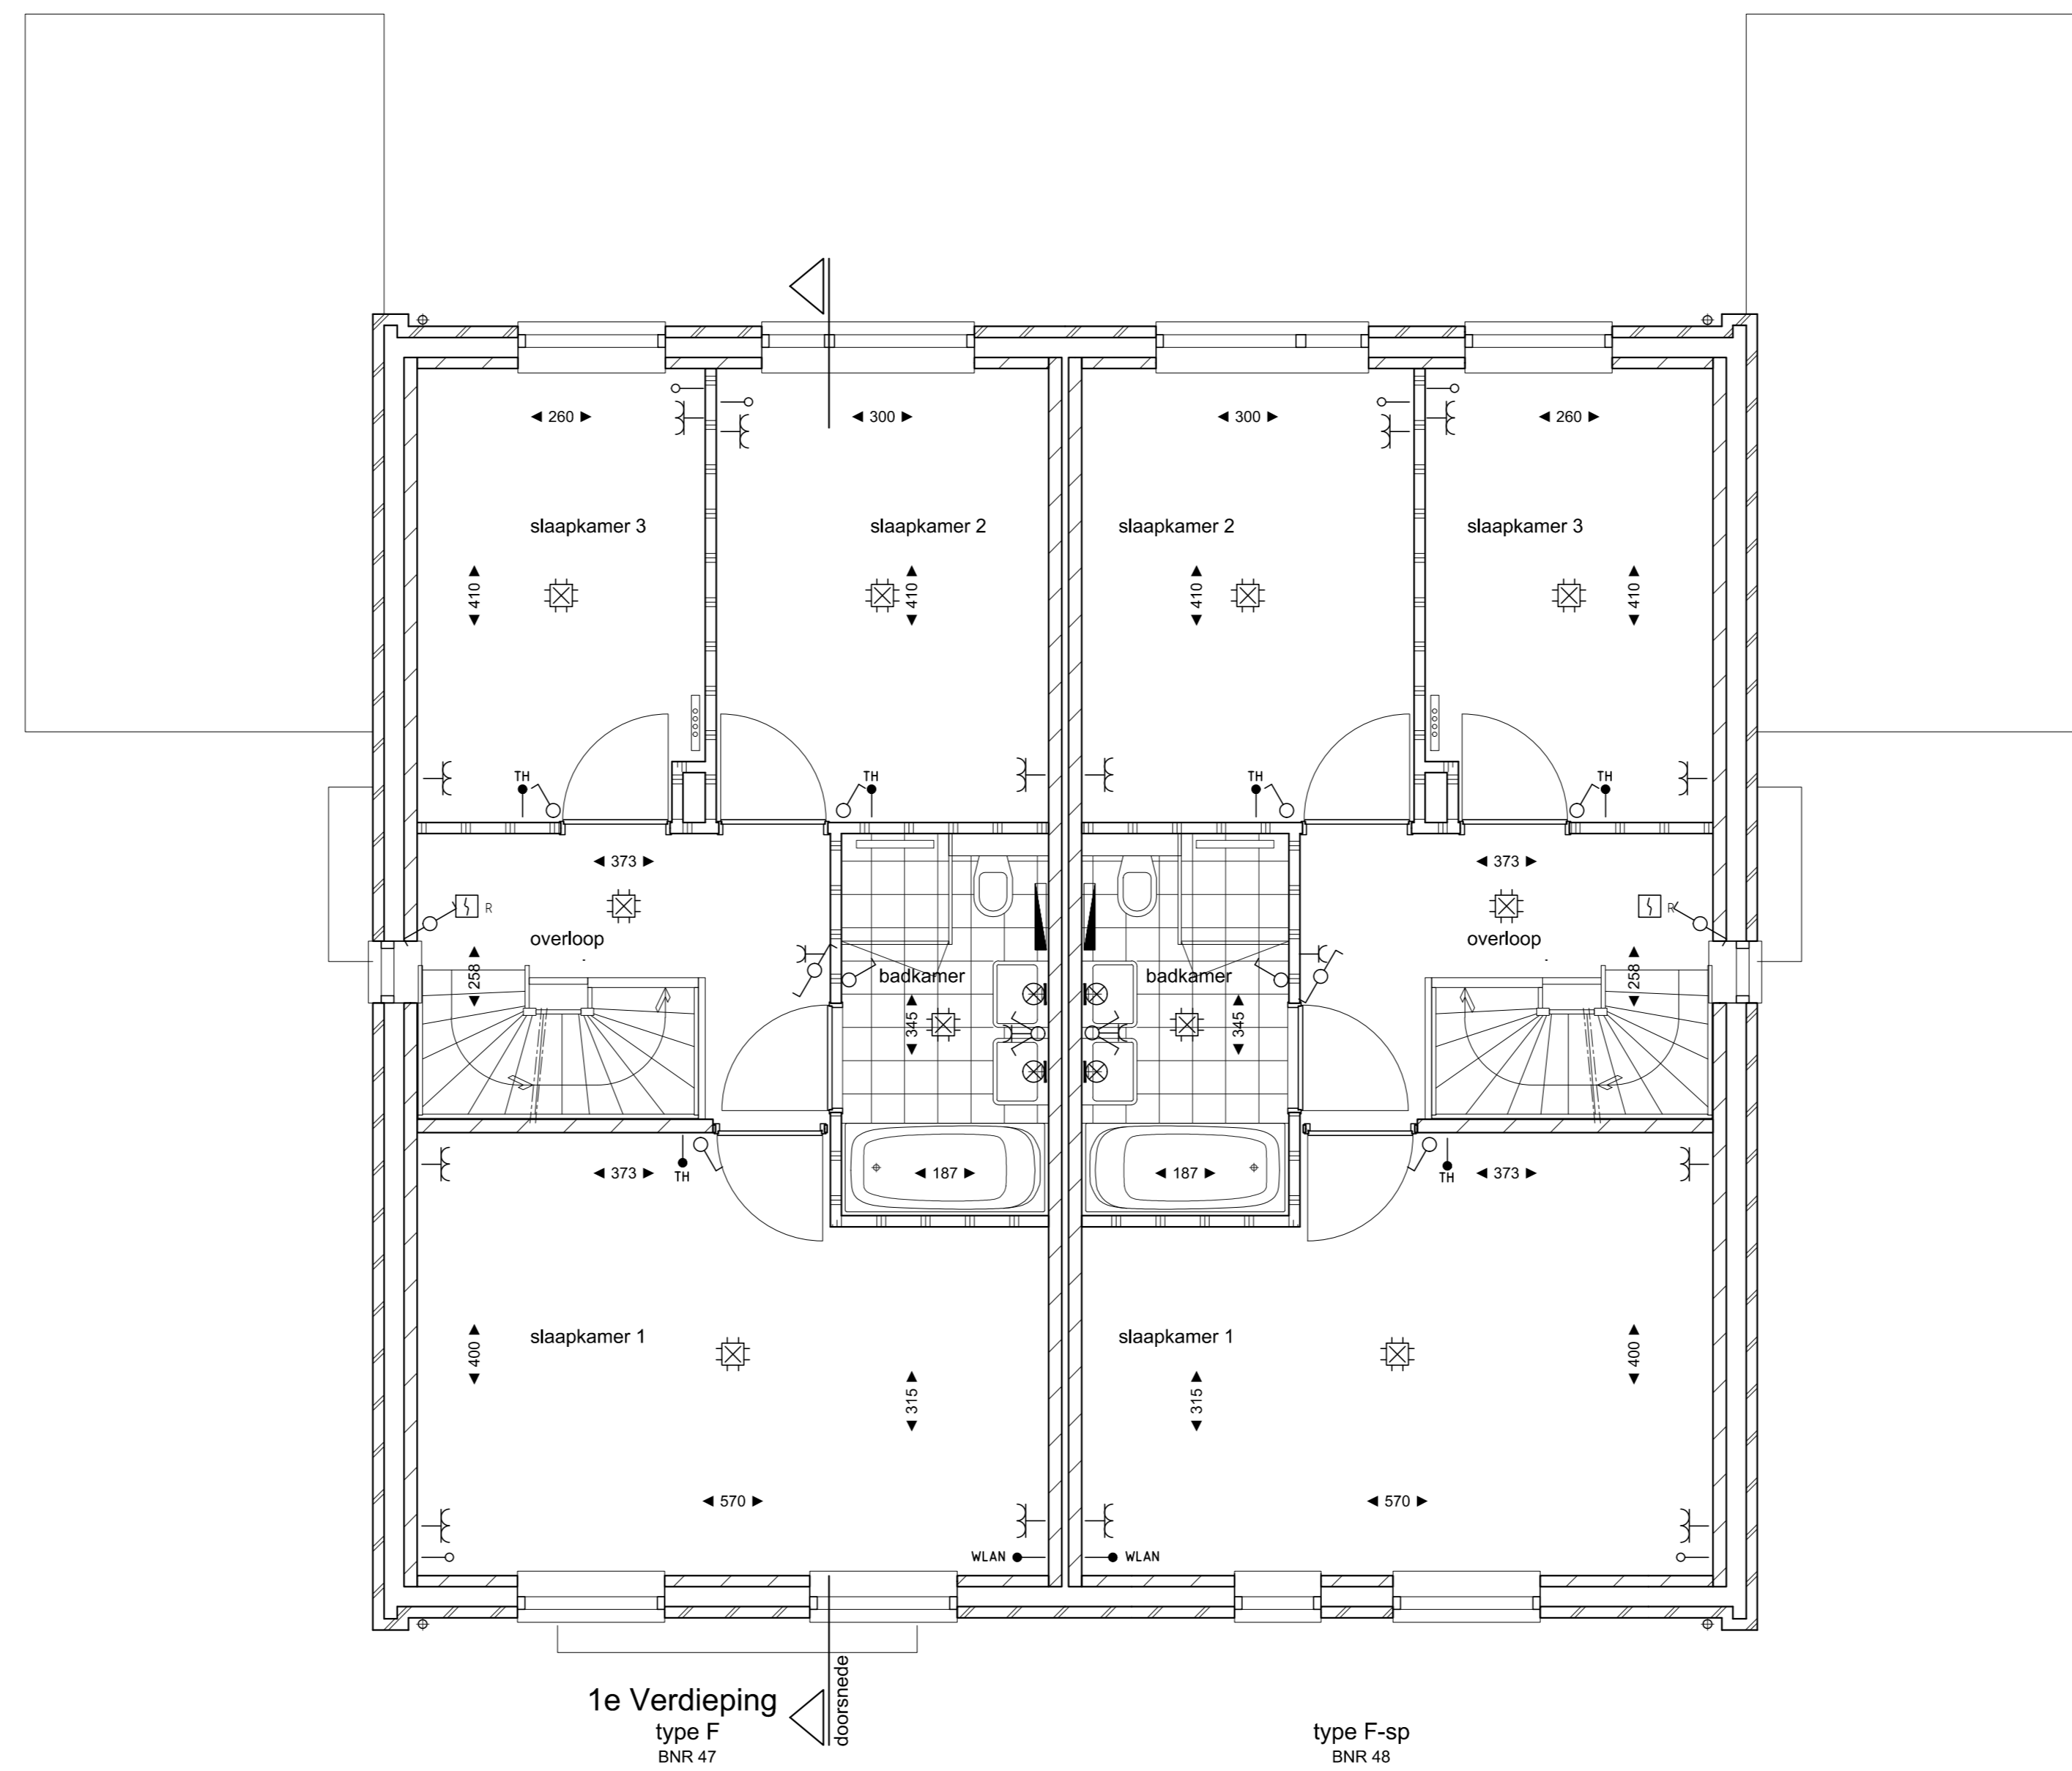 260
300
300
260
slaapkamer 3
slaapkamer 2
slaapkamer 2
slaapkamer 3
410
410
410
410
TH
TH
TH
TH
373
373
R
R
overloop
overloop
258
258
badkamer
badkamer
345
345
373
TH
187
187
TH
373
slaapkamer 1
slaapkamer 1
400
400
315
315
570
570
WLAN
WLAN
1e Verdieping
type F
BNR 47
doorsnede
type F-sp
BNR 48